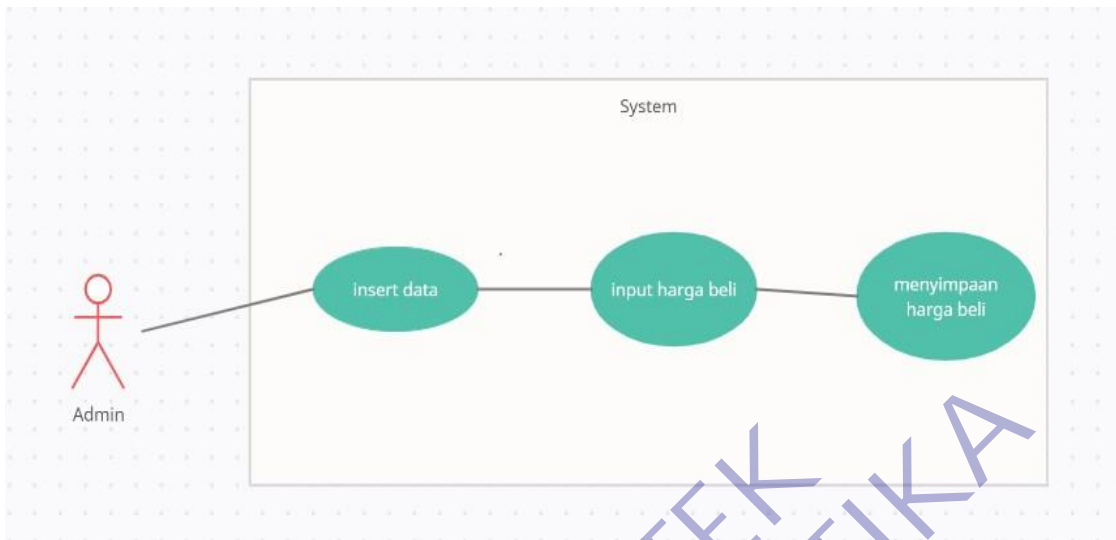 System
insert data
input harga beli
menyimpaan
harga beli
Admin